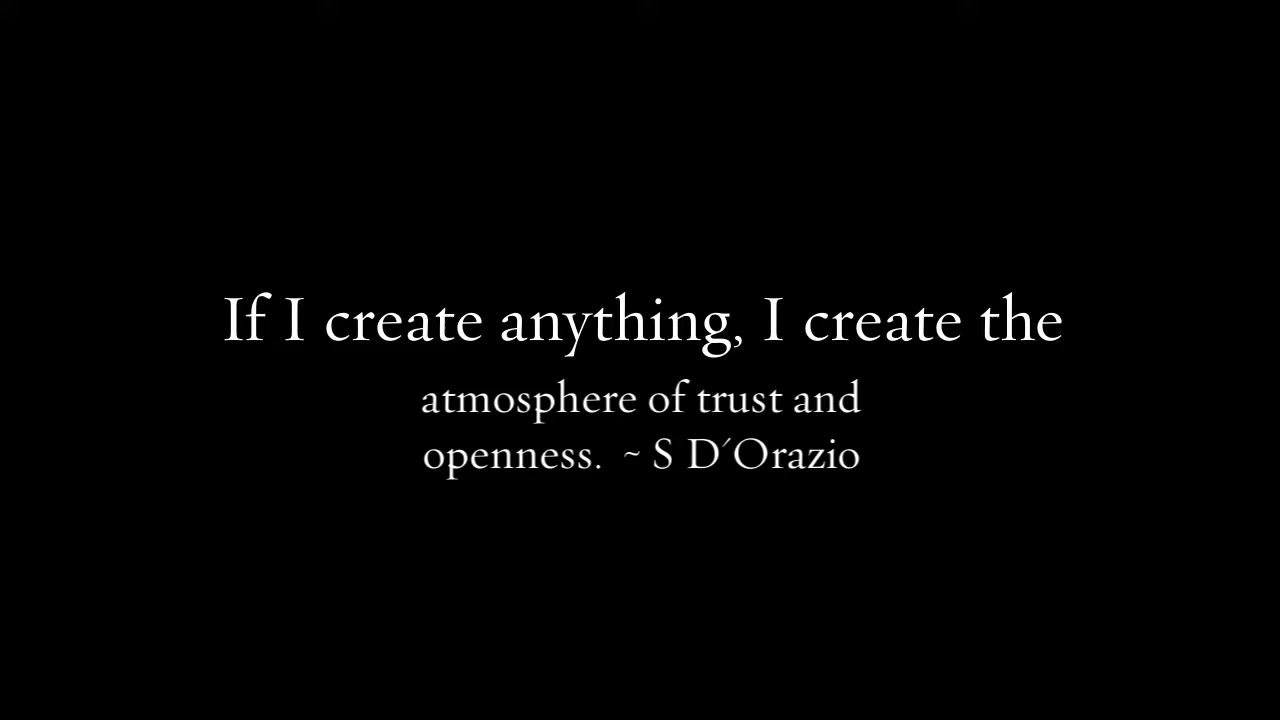 If I create anything, I create the
atmosphere of trust and
openness.  ~ S D´Orazio